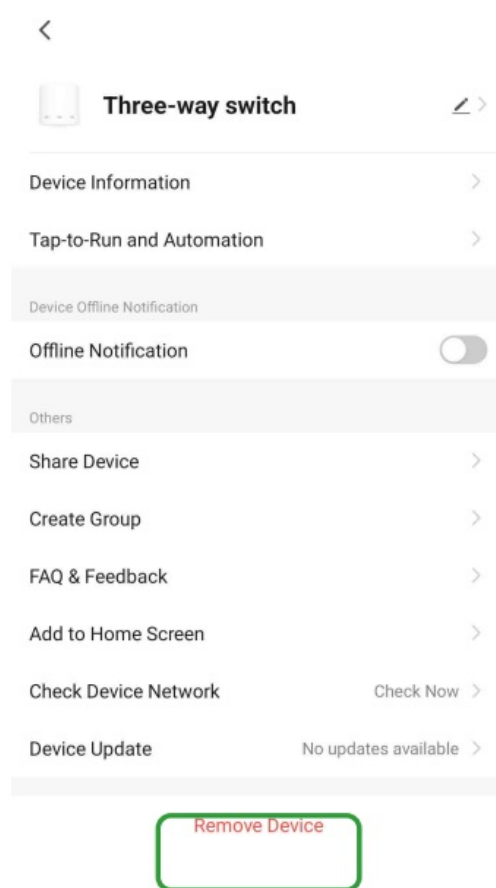 Three-way switch
Device Information
Tap-to-Run and Automation
Device Offline Notification
Offline Notification
Others
Share Device
Create Group
FAQ & Feedback
Add to Home Screen
Check Device Network Check Now
Device Update No updates available
Remove Device